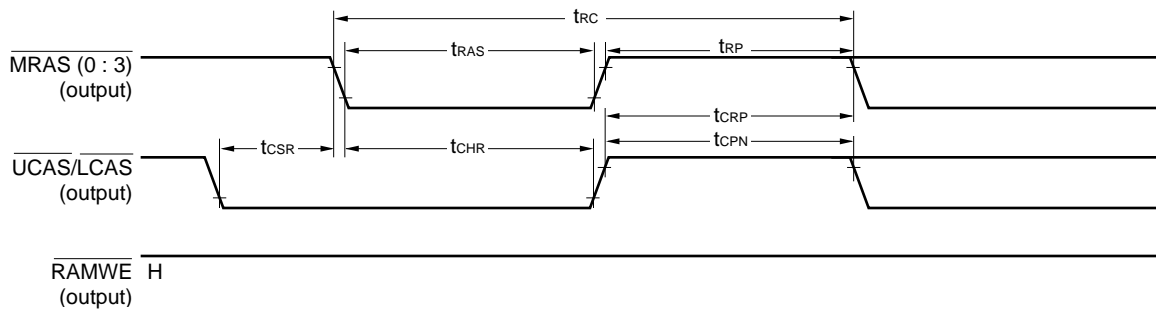 tRC
tRAS
tRP
MRAS (0 : 3)
(output)
tCRP
tCSR
tCHR
tCPN
UCAS/LCAS
(output)
RAMWE H
(output)